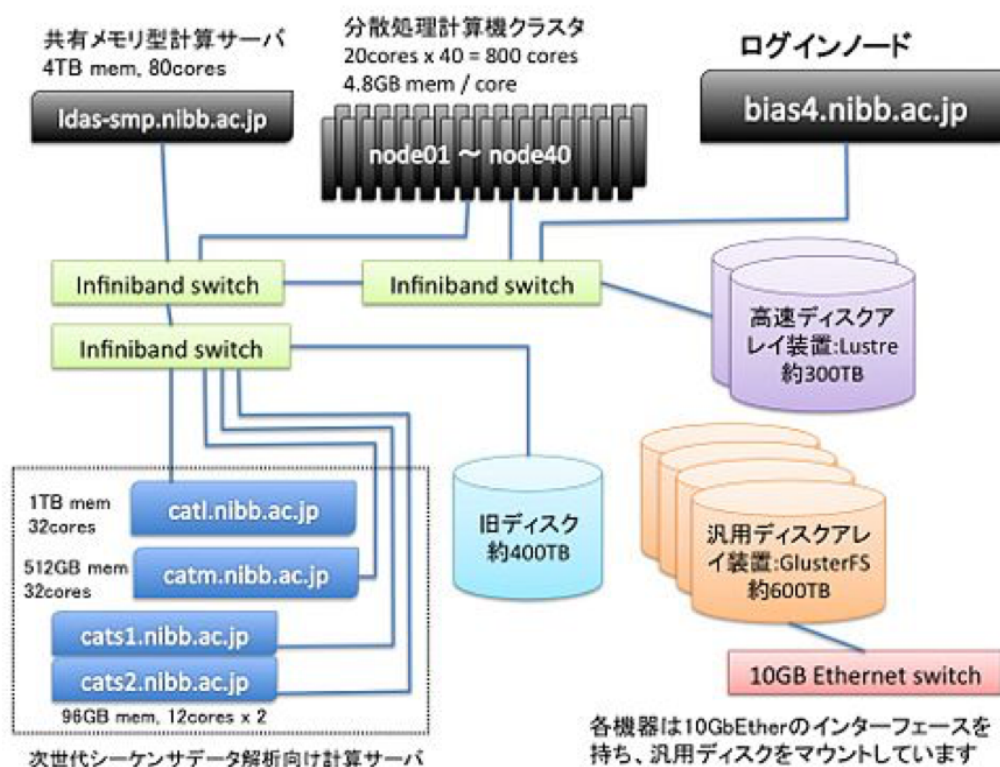 共有メモリ型計算サーバ
4TB mem, 80cores
ldas-smp.nibb.ac.jp
分散処理計算機クラスタ
20cores x 40 = 800 cores
4.8GB mem / core
node01 ～ node40
ログインノード
bias4.nibb.ac.jp
Infiniband switch
Infiniband switch
Infiniband switch
高速ディスクア
レイ装置:Lustre
約300TB
1TB mem
32cores
catl.nibb.ac.jp
512GB mem
32cores
catm.nibb.ac.jp
cats1.nibb.ac.jp
cats2.nibb.ac.jp
96GB mem, 12cores x 2
次世代シーケンサデータ解析向け計算サーバ
旧ディスク
約400TB
汎用ディスクアレ
イ装置:GlusterFS
約600TB
10GB Ethernet switch
各機器は10GbEtherのインターフェースを
持ち、汎用ディスクをマウントしています